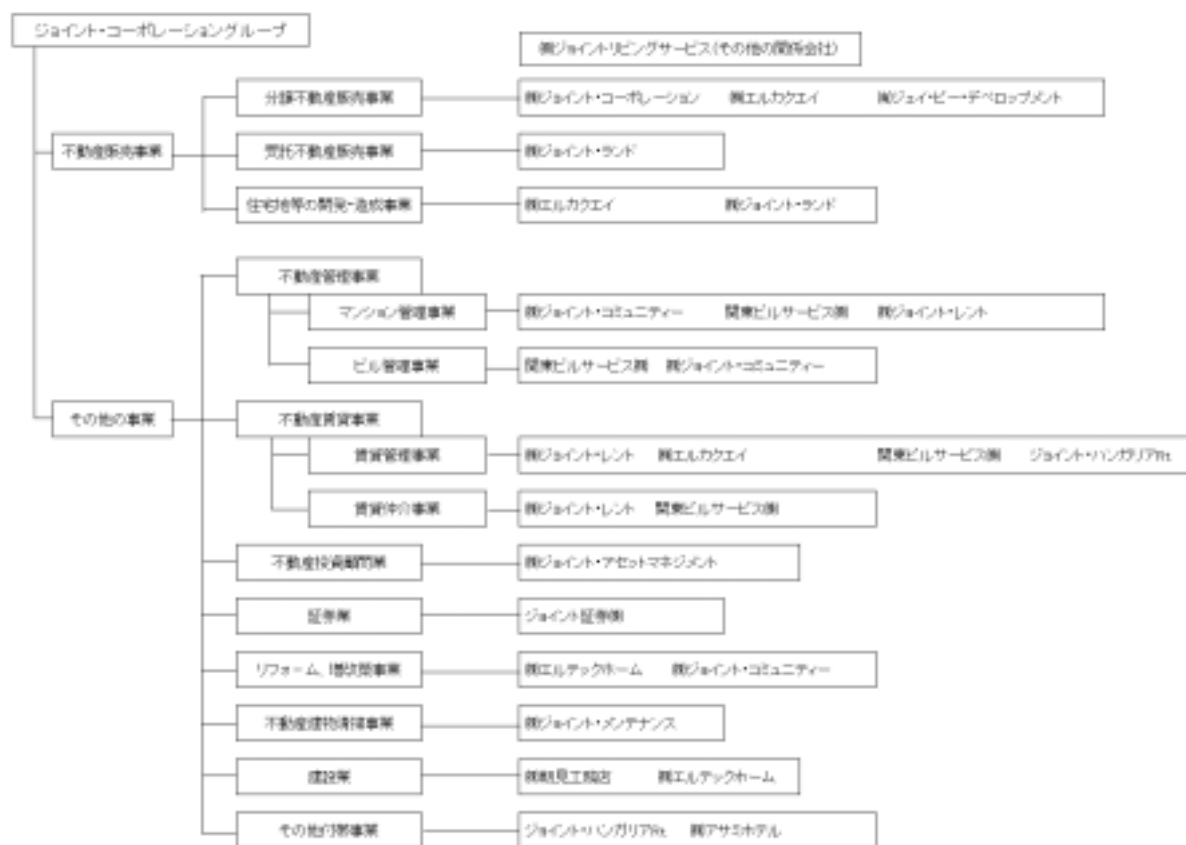 ジョイント・コーポレーショングループ
㈱ジョイントリビングサービス(その他の関係会社)
分譲不動産販売事業 ㈱ジョイント・コーポレーション ㈱エルカクエイ ㈲ジェイ・ピー・デベロップメント
不動産販売事業 受託不動産販売事業 ㈱ジョイント・ランド
住宅地等の開発・造成事業 ㈱エルカクエイ ㈱ジョイント・ランド
不動産管理事業
マンション管理事業 ㈱ジョイント・コミュニティー 関東ビルサービス㈱ ㈱ジョイント・レント
ビル管理事業 関東ビルサービス㈱ ㈱ジョイント・コミュニティー
その他の事業 不動産賃貸事業
賃貸管理事業 ㈱ジョイント・レント ㈱エルカクエイ 関東ビルサービス㈱ ジョイント・ハンガリアRt.
賃貸仲介事業 ㈱ジョイント・レント 関東ビルサービス㈱
不動産投資顧問業 ㈱ジョイント・アセットマネジメント
証券業 ジョイント証券㈱
リフォーム、増改築事業 ㈱エルテックホーム ㈱ジョイント・コミュニティー
不動産建物清掃事業 ㈱ジョイント・メンテナンス
建設業 ㈱朝見工務店 ㈱エルテックホーム
その他付帯事業 ジョイント・ハンガリアRt. ㈱アサミホテル